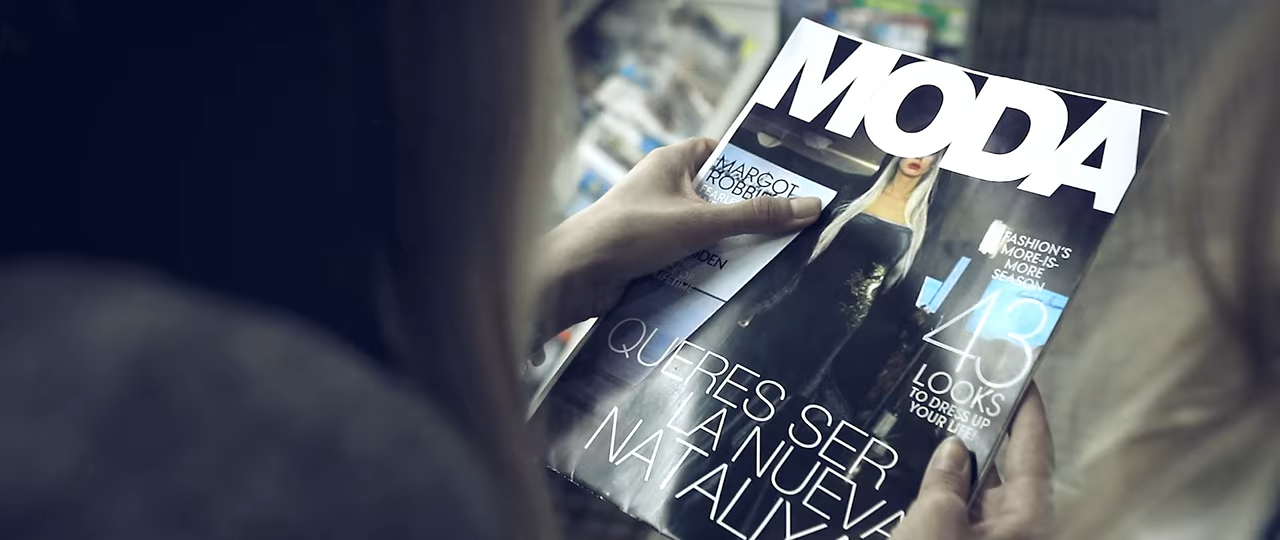 MODA
MARGOT
ROBBIE
FASHION'S
MORE-IS-
MORE
SEASON
43
LOOKS
TO DRESS UP
YOUR LIFE
QUERES SER
LA NUEVA
NATALIYA